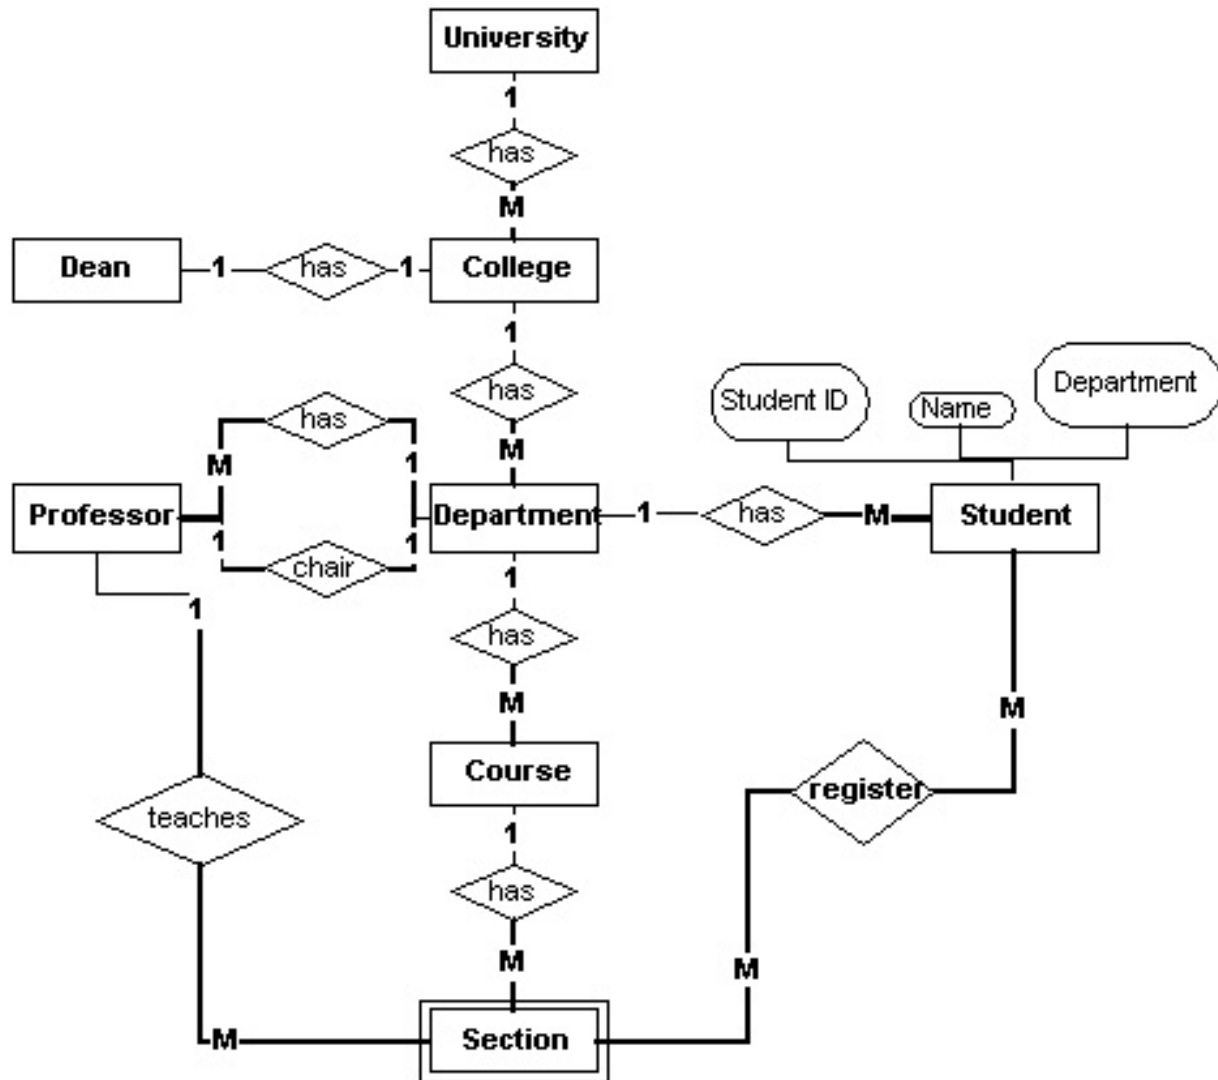 University
1
has
M
Dean
1
has
1
College
1
has
M
Student ID
Name
Department
has
M
1
Professor
Department
1
has
M
Student
1
1
chair
1
1
has
M
M
Course
register
teaches
1
has
M
M
M
Section